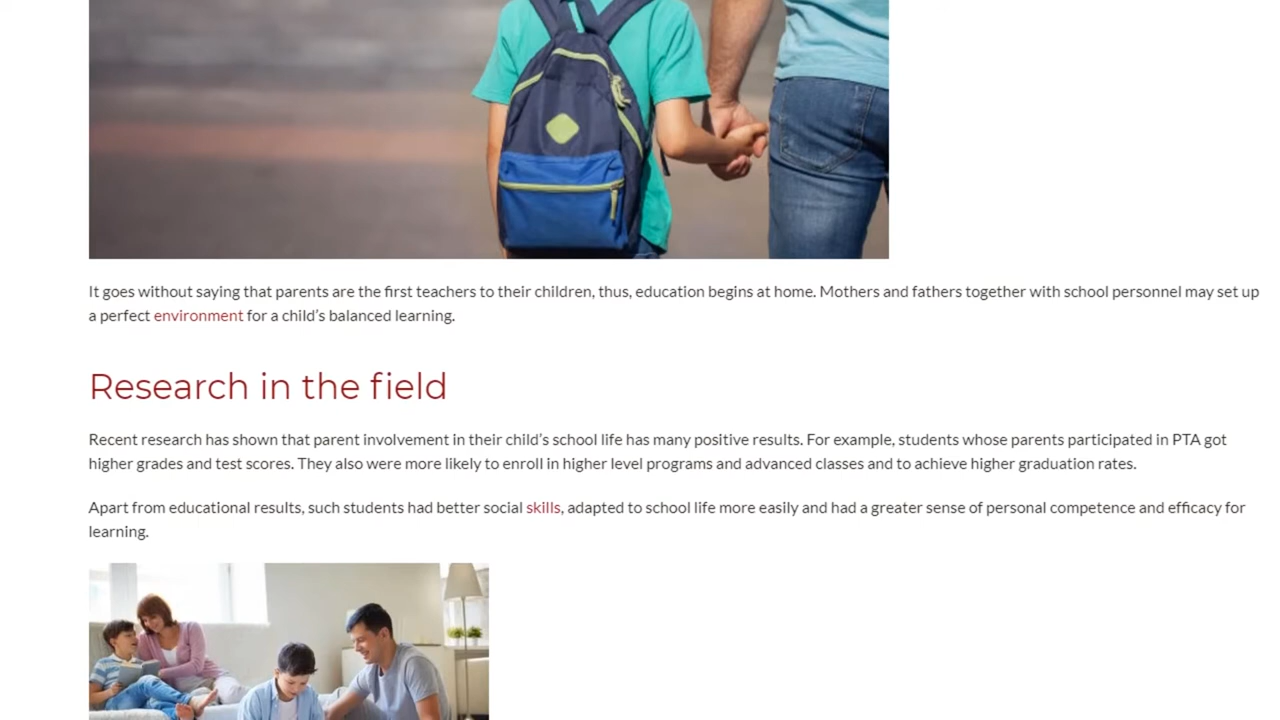 It goes without saying that parents are the first teachers to their children, thus, education begins at home. Mothers and fathers together with school personnel may set up
a perfect environment for a child’s balanced learning.
Research in the field
Recent research has shown that parent involvement in their child’s school life has many positive results. For example, students whose parents participated in PTA got
higher grades and test scores. They also were more likely to enroll in higher level programs and advanced classes and to achieve higher graduation rates.
Apart from educational results, such students had better social skills, adapted to school life more easily and had a greater sense of personal competence and efficacy for
learning.